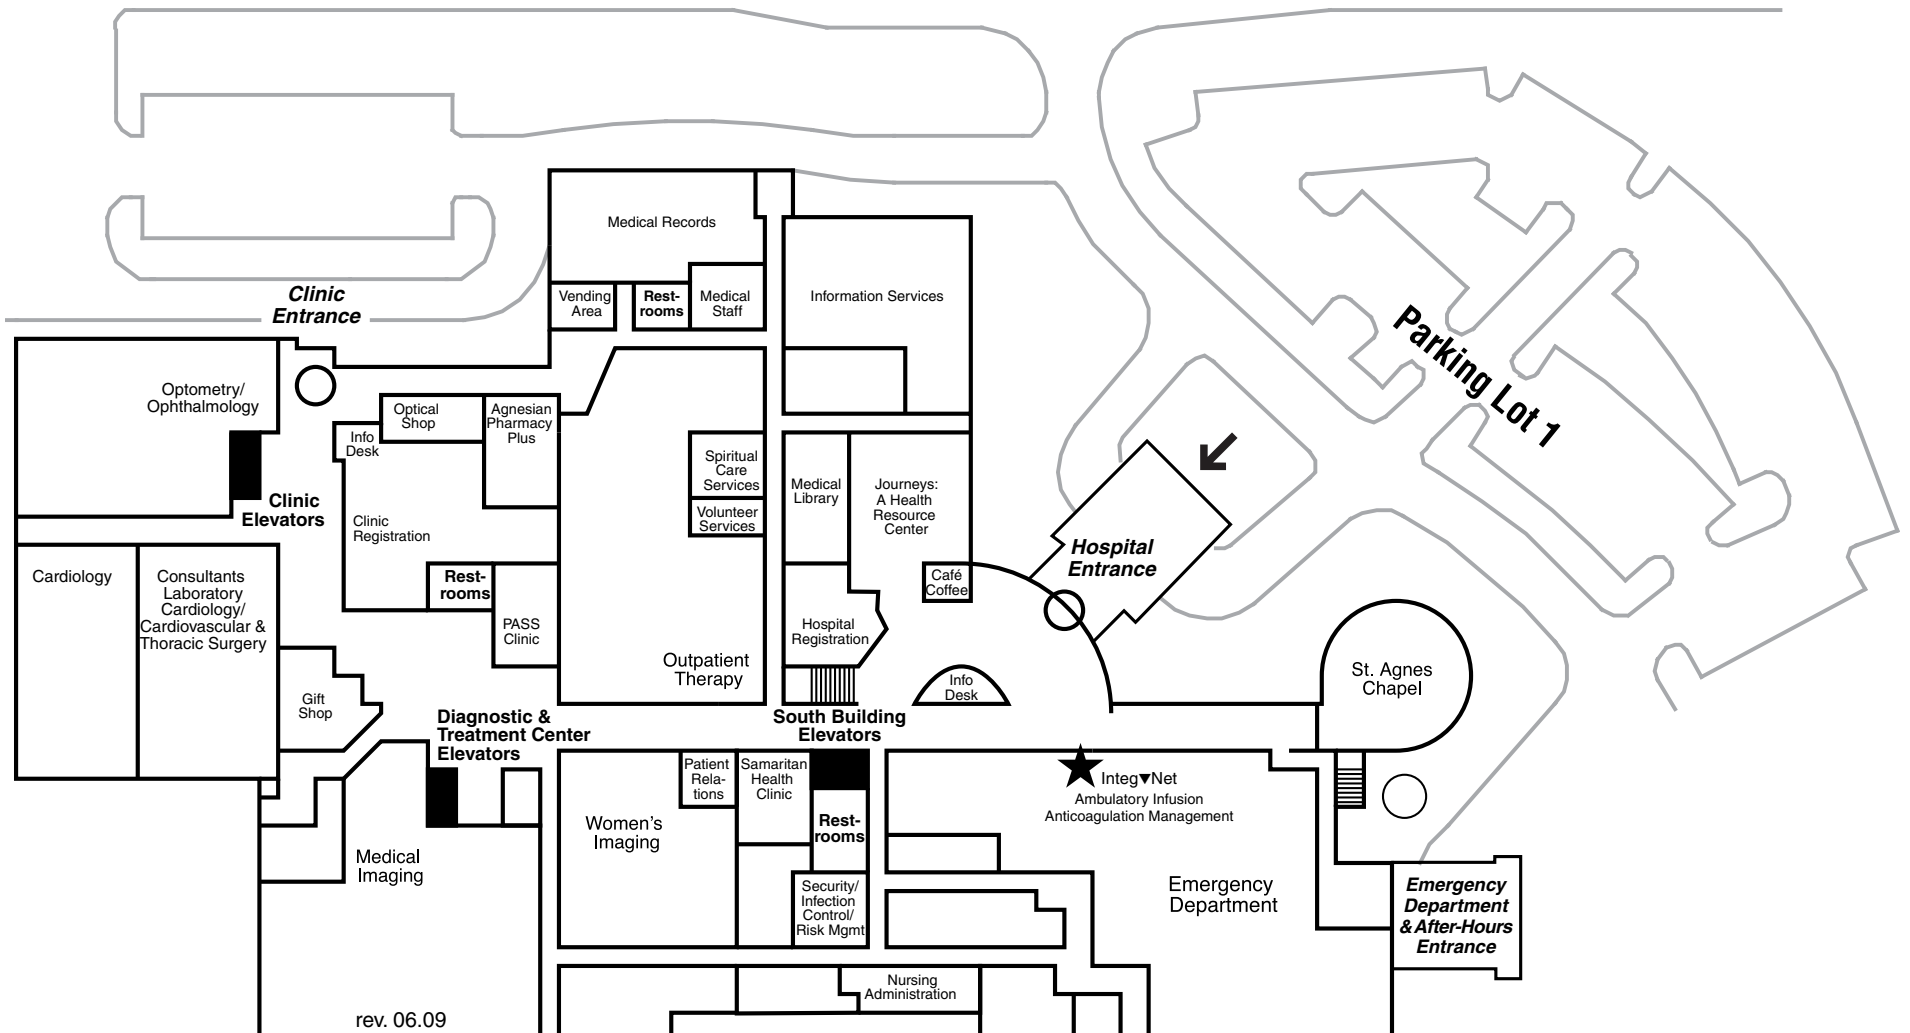 Medical Records
Vending
Area
Rest-
rooms
Medical
Staff
Information Services
Clinic
Entrance
Parking Lot 1
Optometry/
Ophthalmology
Optical
Shop
Agnesian
Pharmacy
Plus
Info
Desk
Clinic
Elevators
Clinic
Registration
Spiritual
Care
Services
Volunteer
Services
Medical
Library
Journeys:
A Health
Resource
Center
Hospital
Entrance
Café
Coffee
Cardiology
Consultants
Laboratory
Cardiology/
Cardiovascular &
Thoracic Surgery
Rest-
rooms
PASS
Clinic
Outpatient
Therapy
Hospital
Registration
Info
Desk
St. Agnes
Chapel
Gift
Shop
Diagnostic &
Treatment Center
Elevators
South Building
Elevators
Patient
Rela-
tions
Samaritan
Health
Clinic
Integ▼Net
Ambulatory Infusion
Anticoagulation Management
Women's
Imaging
Rest-
rooms
Medical
Imaging
Security/
Infection
Control/
Risk Mgmt
Emergency
Department
Emergency
Department
& After-Hours
Entrance
Nursing
Administration
rev. 06.09